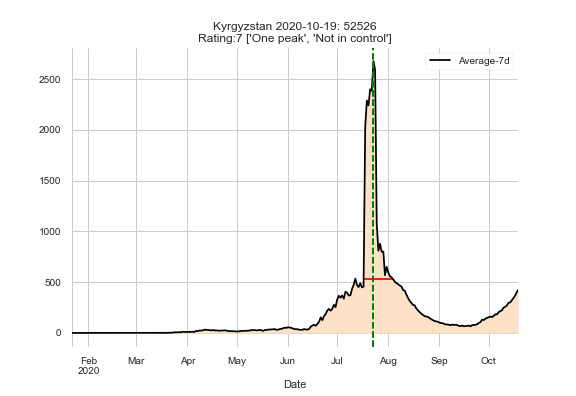 Kyrgyzstan 2020-10-19: 52526
Rating:7 ['One peak', 'Not in control']
Average-7d
2500
2000
1500
1000
500
0
Feb Mar Apr May Jun Jul Aug Sep Oct
2020
Date